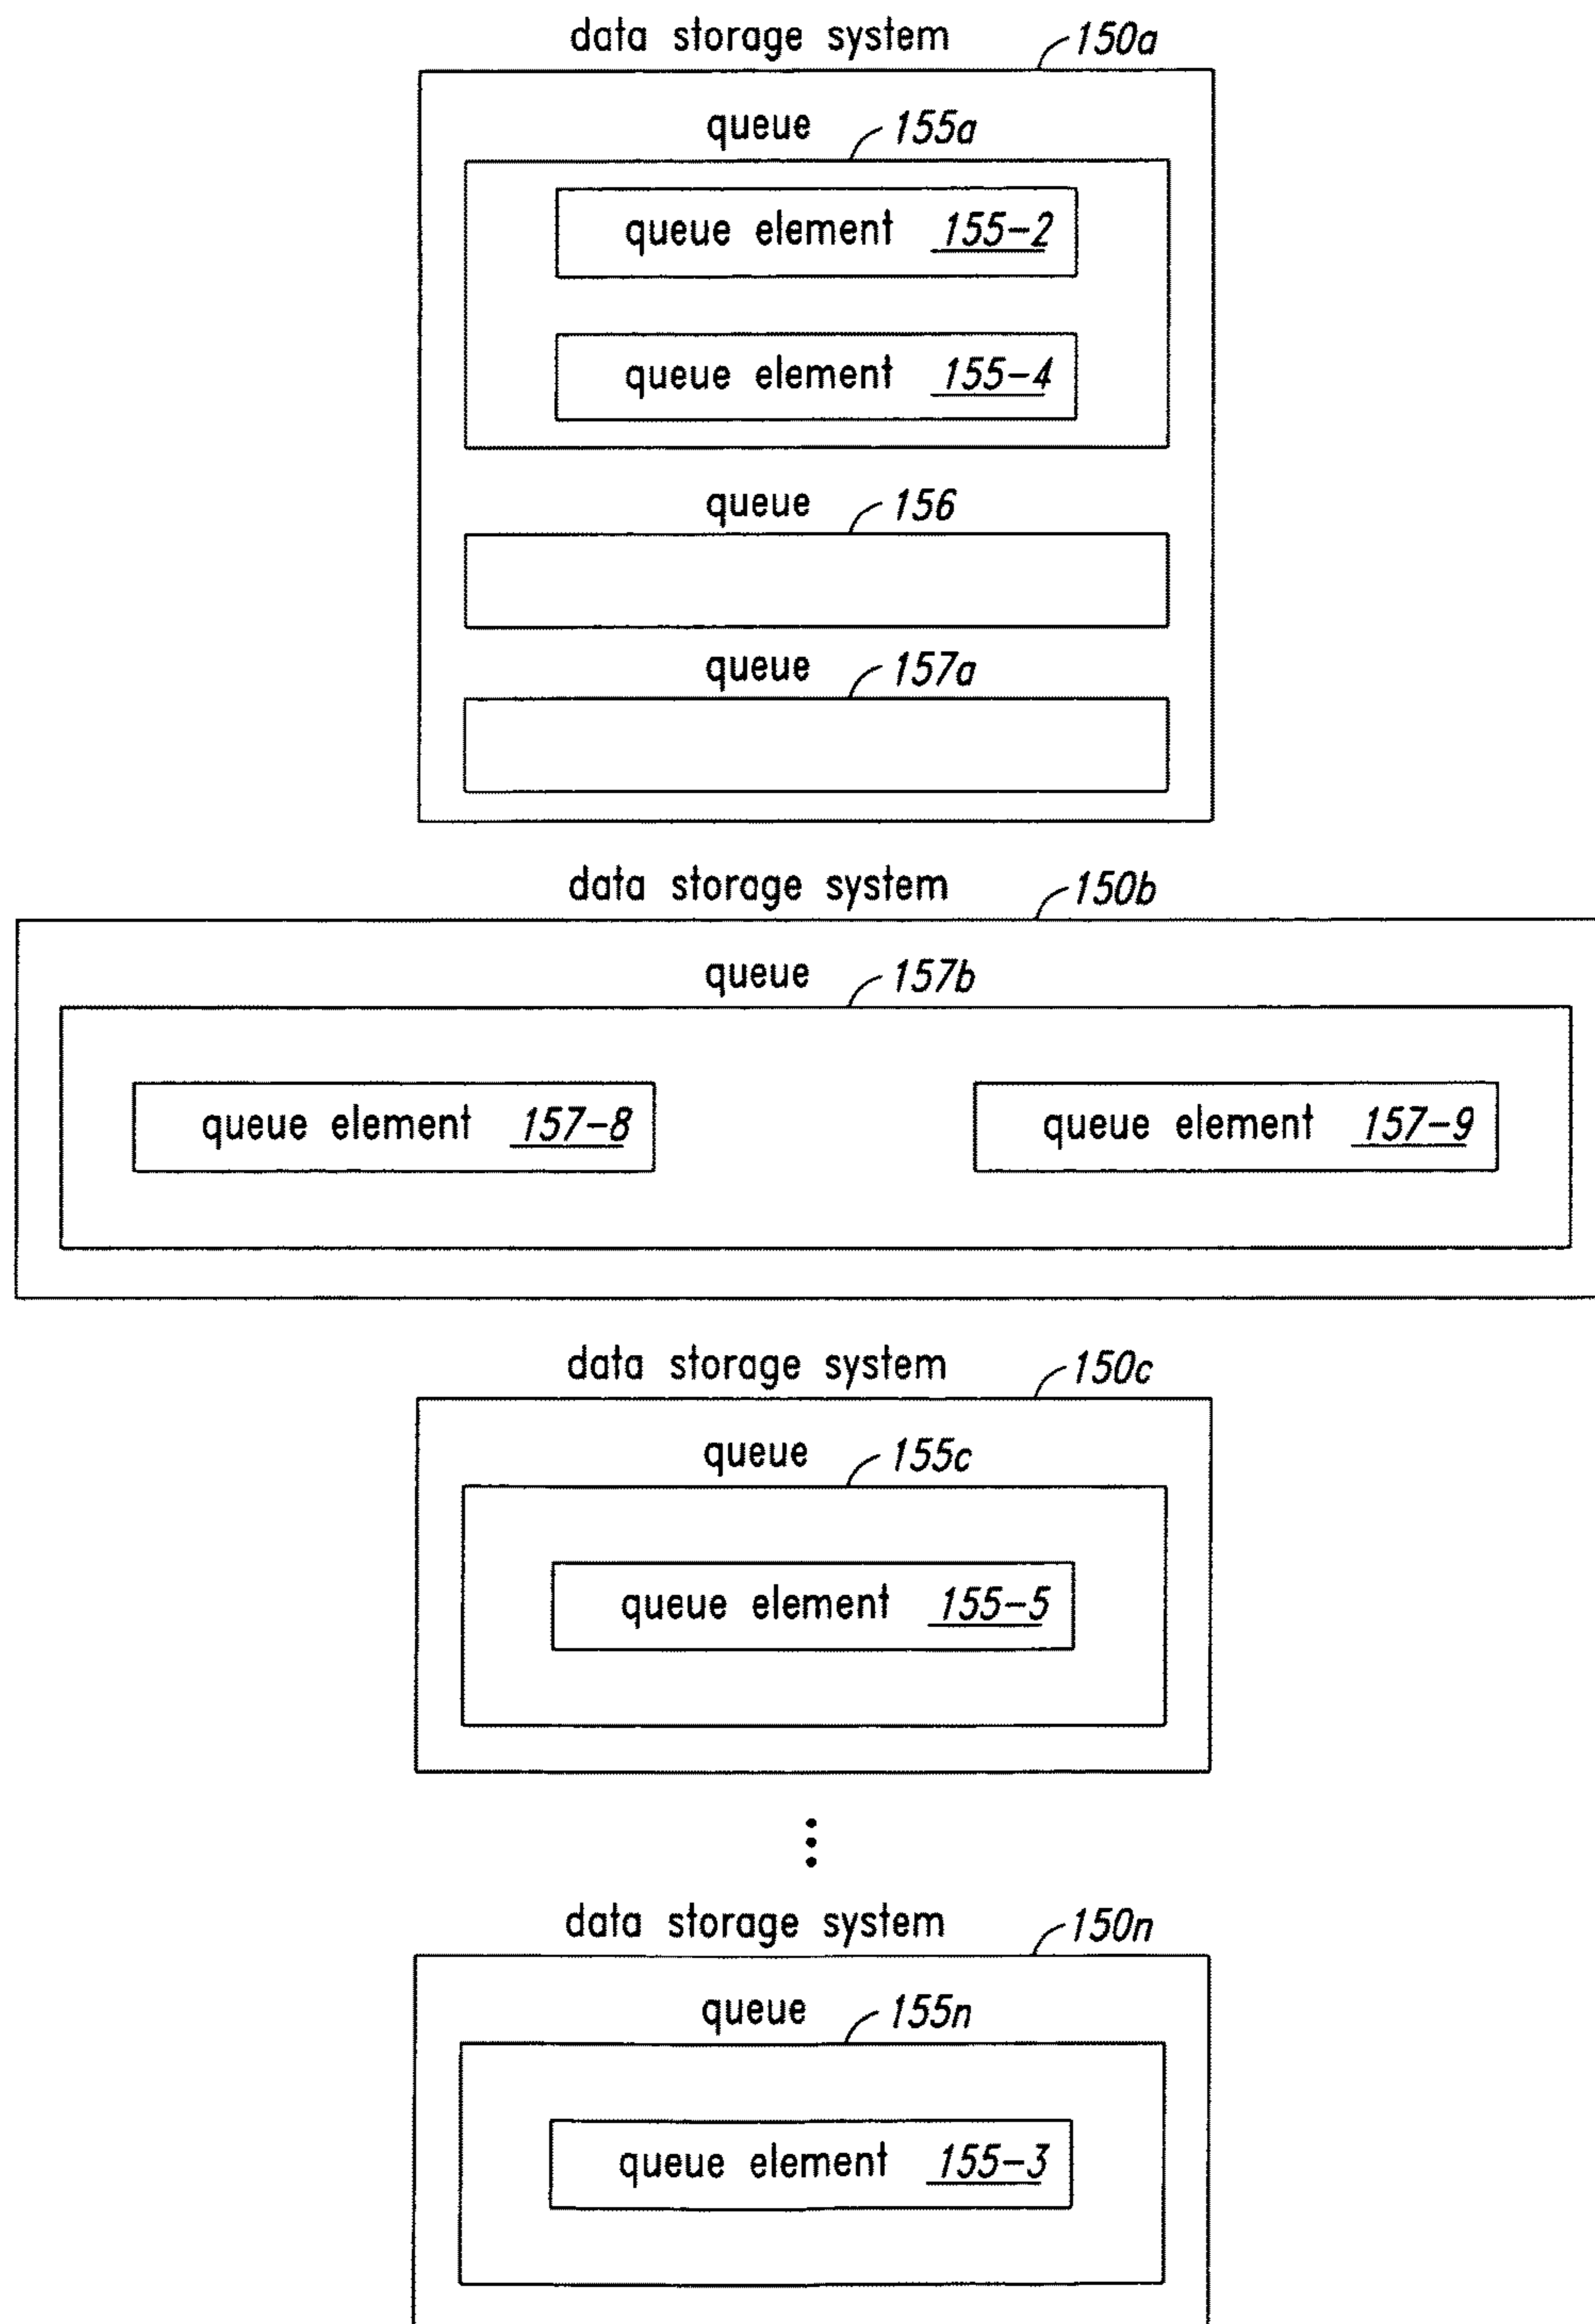 data storage system 150a
queue 155a
queue element 155-2
queue element 155-4
queue 156
queue 157a
data storage system 150b
queue 157b
queue element 157-8 queue element 157-9
data storage system 150c
queue 155c
queue element 155-5
data storage system 150n
queue 155n
queue element 155-3